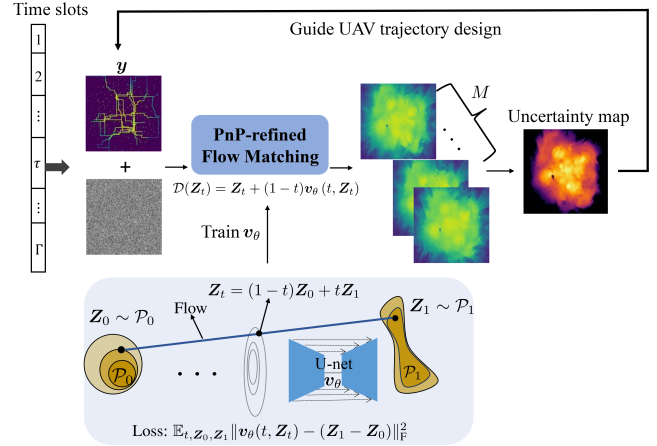 Time slots
Guide UAV trajectory design
1
2
⋮
τ
⋮
Γ
y
+
PnP-refined
Flow Matching
D(Z_t) = Z_t + (1 − t)v_θ (t, Z_t)
M
Uncertainty map
Train v_θ
Z_t = (1 − t)Z_0 + tZ_1
Z_0 ∼ P_0
Flow
Z_1 ∼ P_1
P_0
U-net
v_θ
P_1
Loss: 𝔼_{t,Z_0,Z_1}‖v_θ(t, Z_t) − (Z_1 − Z_0)‖_F^2